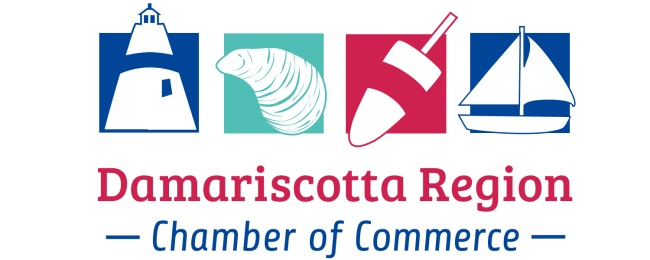 Damariscotta Region
— Chamber of Commerce —